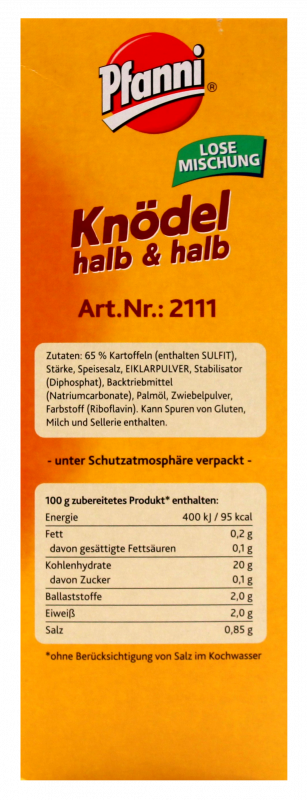 Pfanni®
LOSE
MISCHUNG
Knödel
halb & halb
Art.Nr.: 2111
Zutaten: 65 % Kartoffeln (enthalten SULFIT),
Stärke, Speisesalz, EIKLARPULVER, Stabilisator
(Diphosphat), Backtriebmittel
(Natriumcarbonate), Palmöl, Zwiebelpulver,
Farbstoff (Riboflavin). Kann Spuren von Gluten,
Milch und Sellerie enthalten.
- unter Schutzatmosphäre verpackt -
100 g zubereitetes Produkt* enthalten:
Energie 400 kJ / 95 kcal
Fett 0,2 g
davon gesättigte Fettsäuren 0,1 g
Kohlenhydrate 20 g
davon Zucker 0,1 g
Ballaststoffe 2,0 g
Eiweiß 2,0 g
Salz 0,85 g
*ohne Berücksichtigung von Salz im Kochwasser